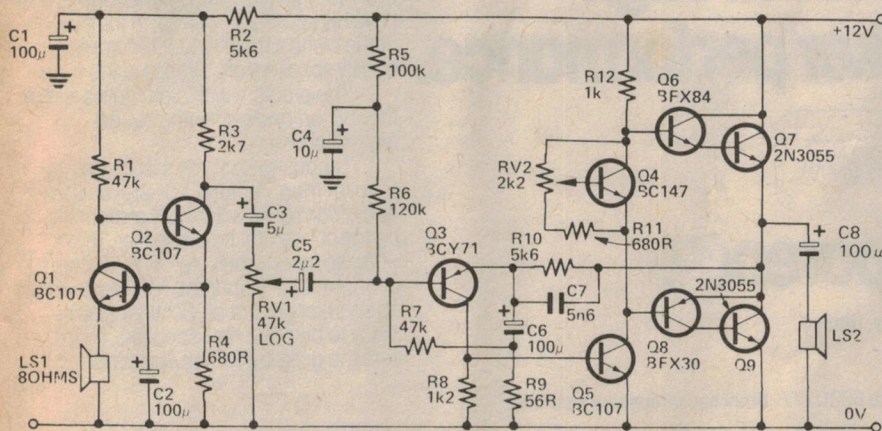 C1
100µ
+
R2
5k6
R5
100k
+12V
R12
1k
Q6
BFX84
R3
2k7
C4
10µ
+
Q7
2N3055
R1
47k
RV2
2k2
Q4
BC147
Q2
BC107
+
C3
5µ
R6
120k
Q3
BCY71
R11
680R
C8
100µ
+
C5
2µ2
+
R10
5k6
Q1
BC107
RV1
47k
LOG
C7
5n6
2N3055
R7
47k
+
C6
100µ
LS1
80HMS
R4
680R
Q8
BFX30
Q9
LS2
+
C2
100µ
R8
1k2
R9
56R
Q5
BC107
0V